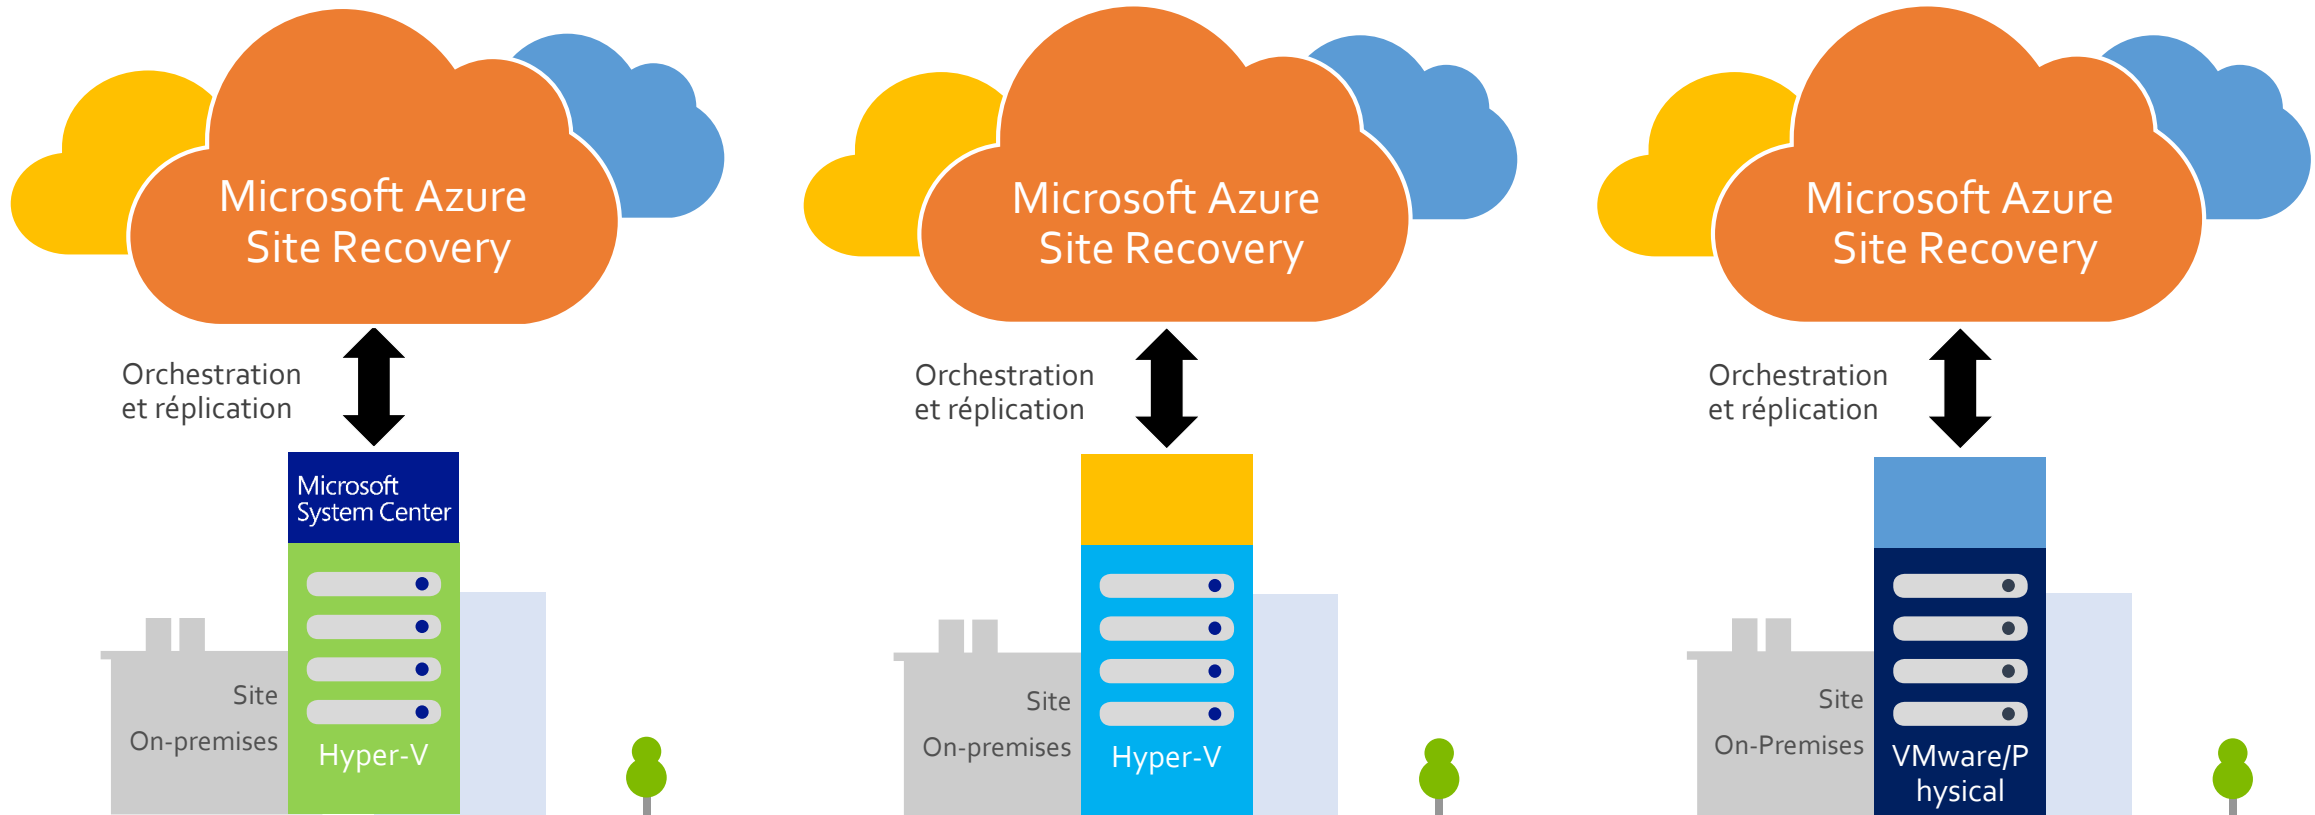 Microsoft Azure
Site Recovery
Orchestration
et réplication
Microsoft
System Center
Site
On-premises
Hyper-V
Microsoft Azure
Site Recovery
Orchestration
et réplication
Site
On-premises
Hyper-V
Microsoft Azure
Site Recovery
Orchestration
et réplication
Site
On-Premises
VMware/P
hysical